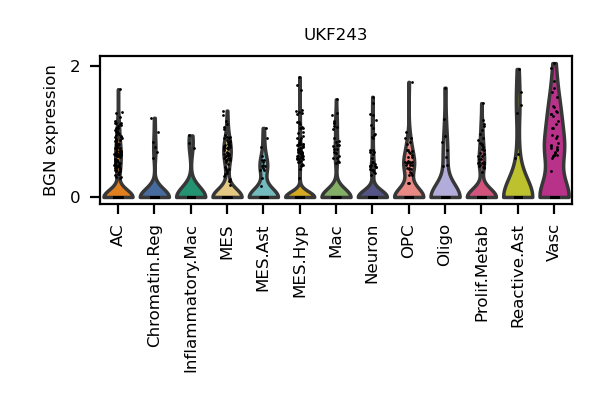 UKF243
BGN expression
2
0
AC
Chromatin.Reg
Inflammatory.Mac
MES
MES.Ast
MES.Hyp
Mac
Neuron
OPC
Oligo
Prolif.Metab
Reactive.Ast
Vasc